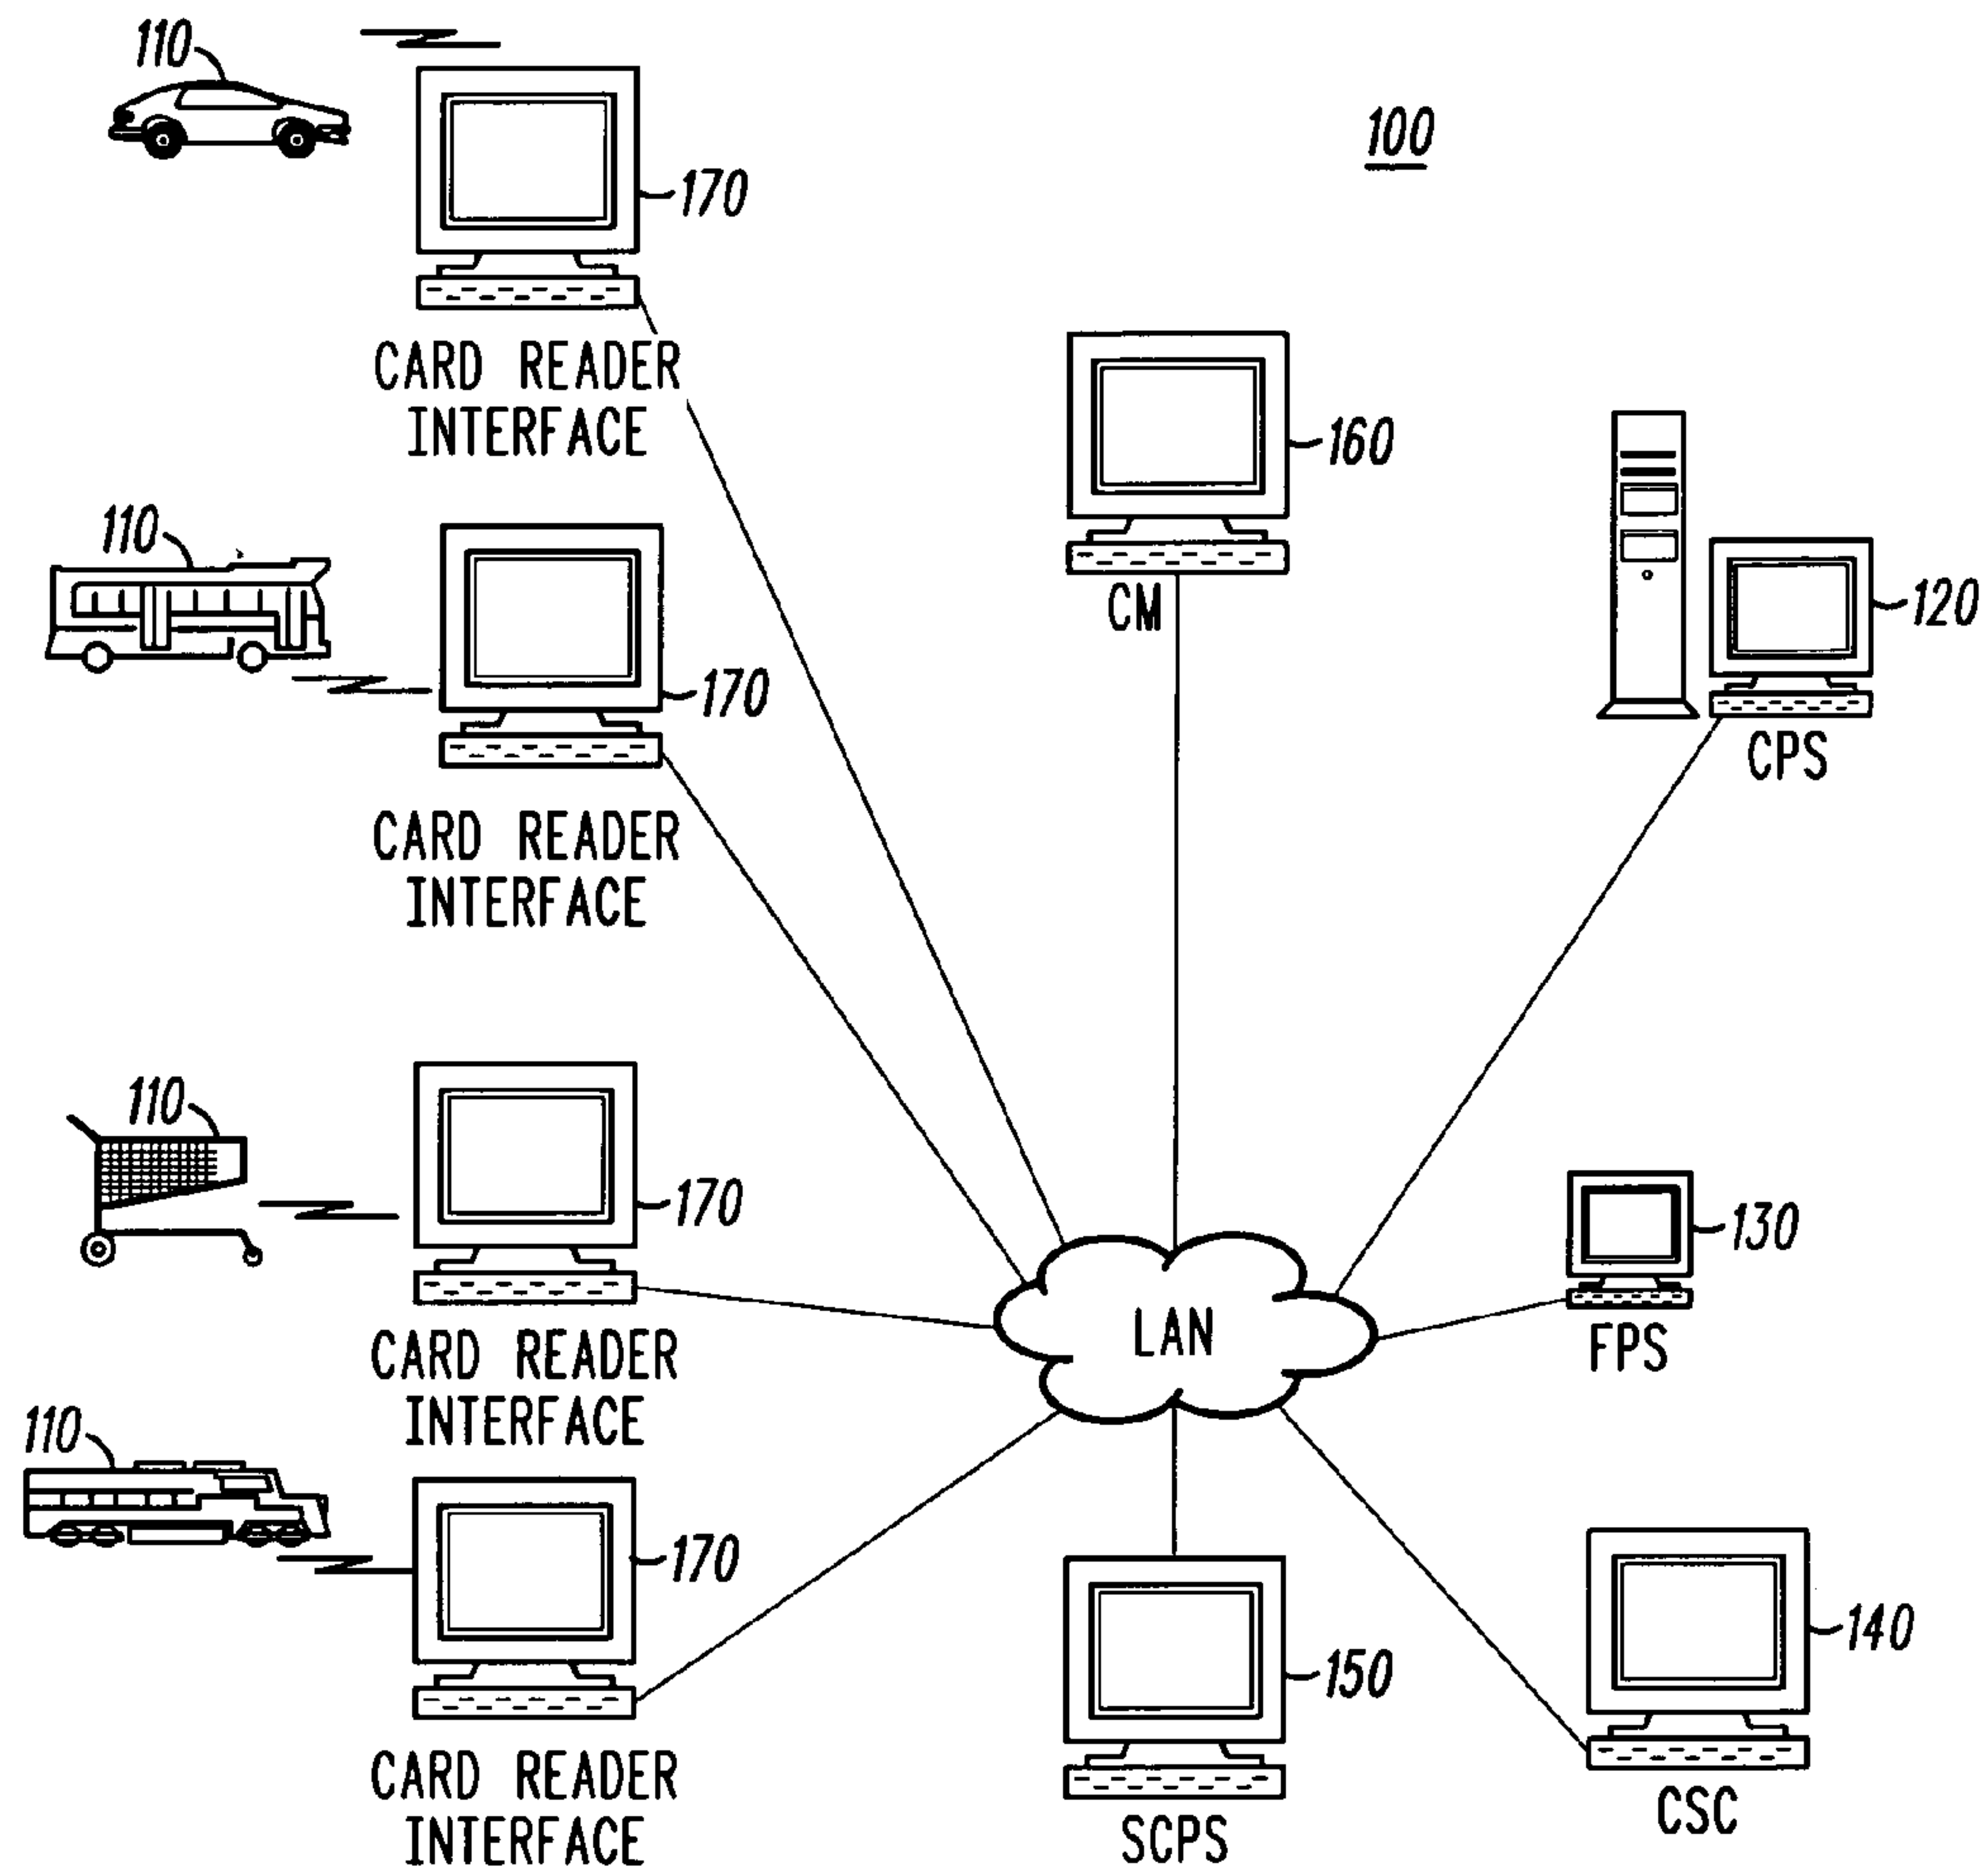 110
170
100
CARD READER
INTERFACE
160
CM
110
170
120
CPS
CARD READER
INTERFACE
110
170
130
FPS
LAN
CARD READER
INTERFACE
110
170
150
SCPS
140
CSC
CARD READER
INTERFACE